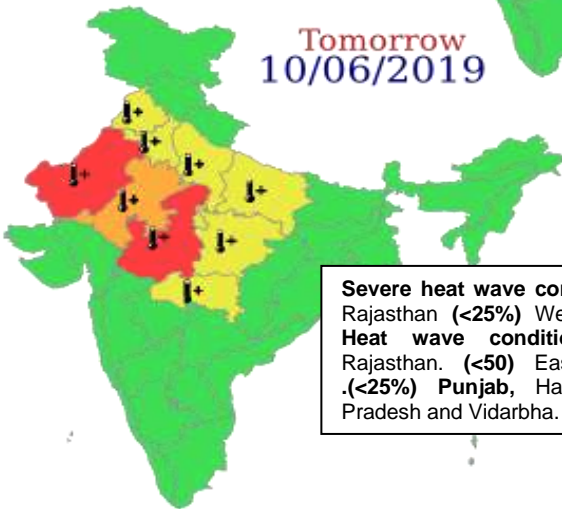 Tomorrow
10/06/2019
Severe heat wave con
Rajasthan (<25%) We
Heat wave conditio
Rajasthan. (<50) Eas
.(<25%) Punjab, Ha
Pradesh and Vidarbha.